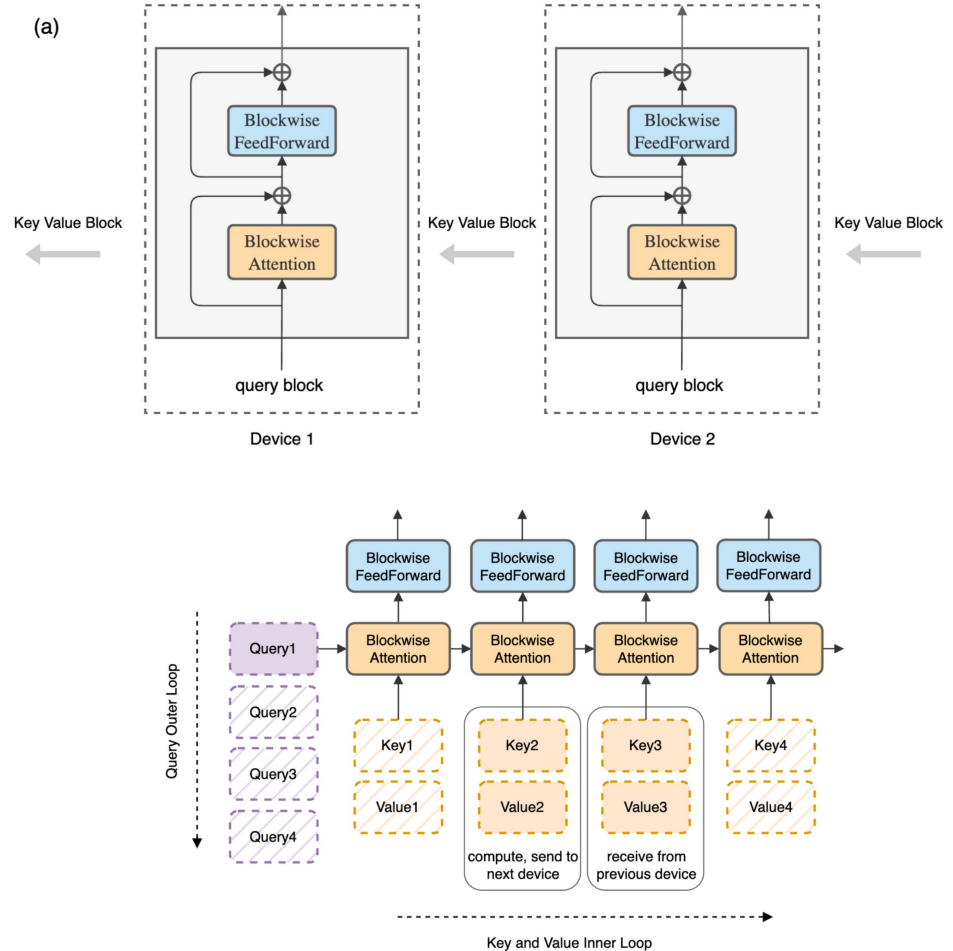 (a)
Blockwise
FeedForward
Blockwise
FeedForward
Key Value Block
Blockwise
Attention
Key Value Block
Blockwise
Attention
Key Value Block
query block
query block
Device 1
Device 2
Blockwise
FeedForward
Blockwise
FeedForward
Blockwise
FeedForward
Blockwise
FeedForward
Query Outer Loop
Query1
Blockwise
Attention
Blockwise
Attention
Blockwise
Attention
Blockwise
Attention
Query2
Query3
Query4
Key1
Key2
Key3
Key4
Value1
Value2
Value3
Value4
compute, send to
next device
receive from
previous device
Key and Value Inner Loop